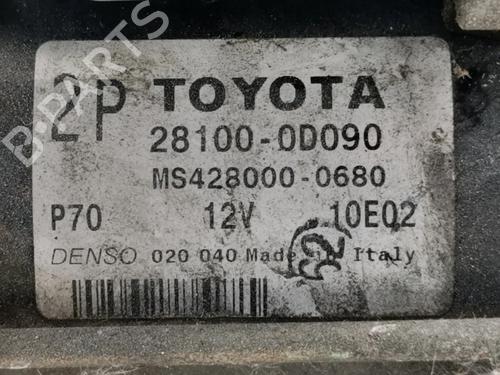 2P TOYOTA
28100-0D090
MS428000-0680
P70 12V 10E02
DENSO 020 040 Made in Italy
B-PARTS